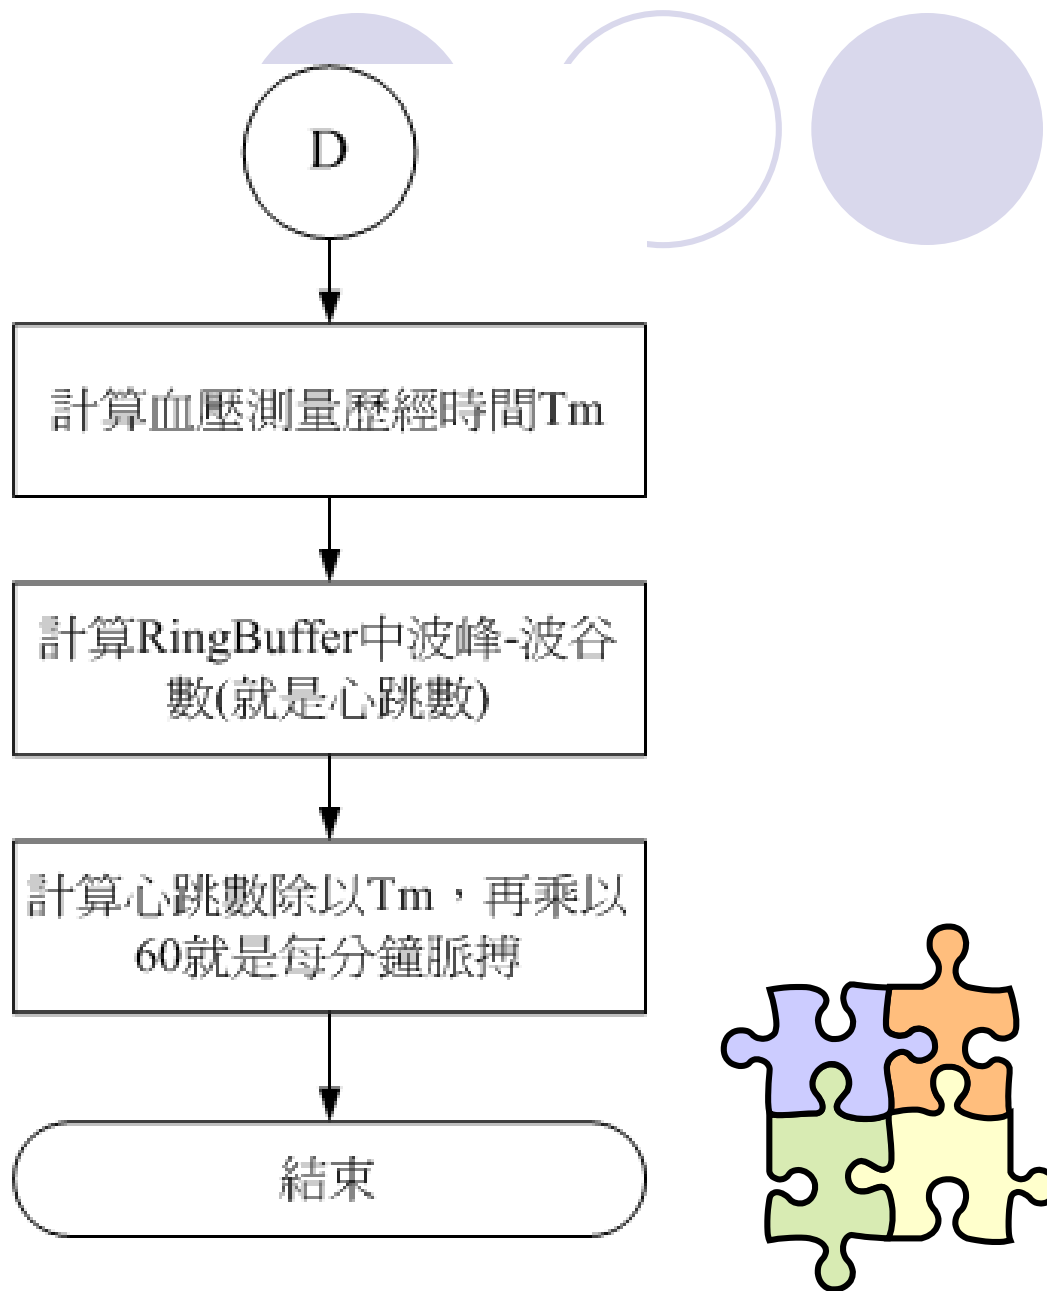 D
計算血壓測量歷經時間Tm
計算RingBuffer中波峰-波谷
數(就是心跳數)
計算心跳數除以Tm，再乘以
60就是每分鐘脈搏
結束